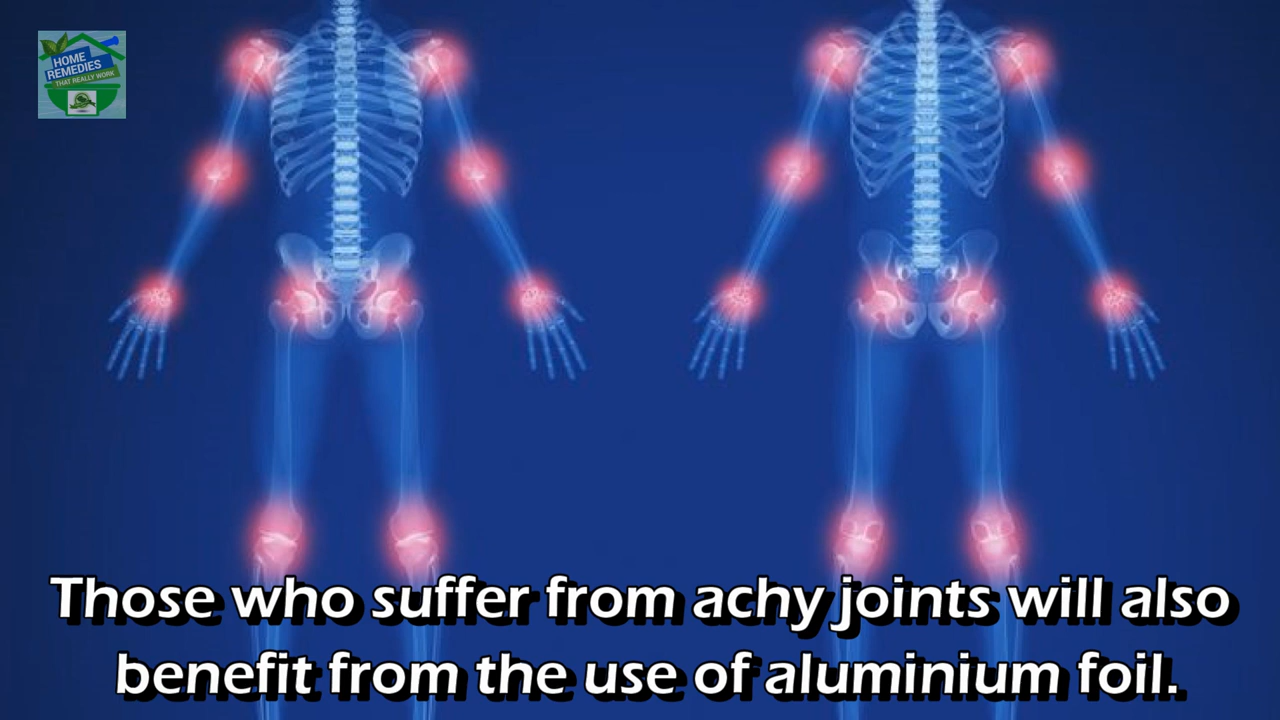 HOME
REMEDIES
THAT REALLY WORK
Those who suffer from achy joints will also
benefit from the use of aluminium foil.